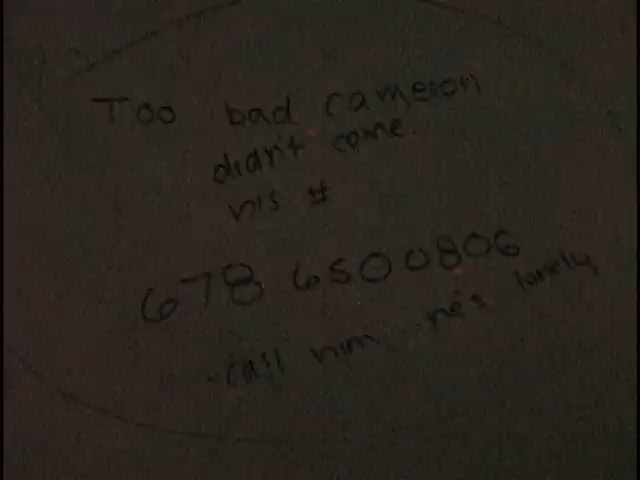 Too bad cameron
didn't come
his #
678 6500806
-call him he's lonely